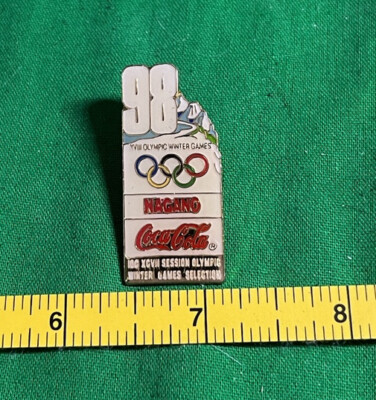 98
XVIII OLYMPIC WINTER GAMES
NAGANO
Coca-Cola ®
IOC XCVII SESSION OLYMPIC
WINTER GAMES SELECTION
6 7 8